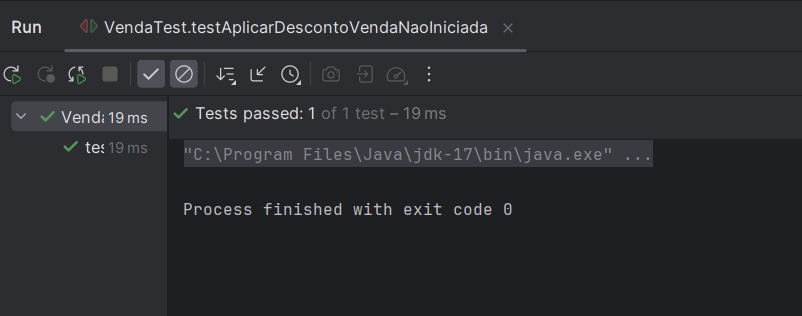 Run VendaTest.testAplicarDescontoVendaNaoIniciada
Venda 19 ms
Tests passed: 1 of 1 test – 19 ms
tes 19 ms
"C:\Program Files\Java\jdk-17\bin\java.exe" ...
Process finished with exit code 0